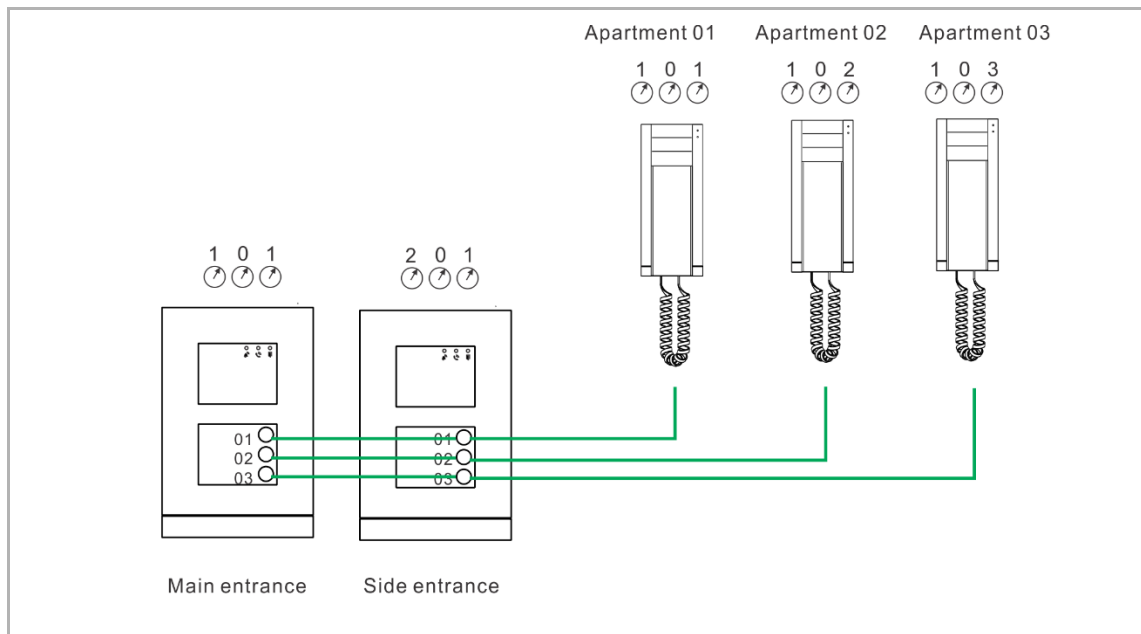 Apartment 01 Apartment 02 Apartment 03
1 0 1 1 0 2 1 0 3
1 0 1 2 0 1
01 01
02 02
03 03
Main entrance Side entrance